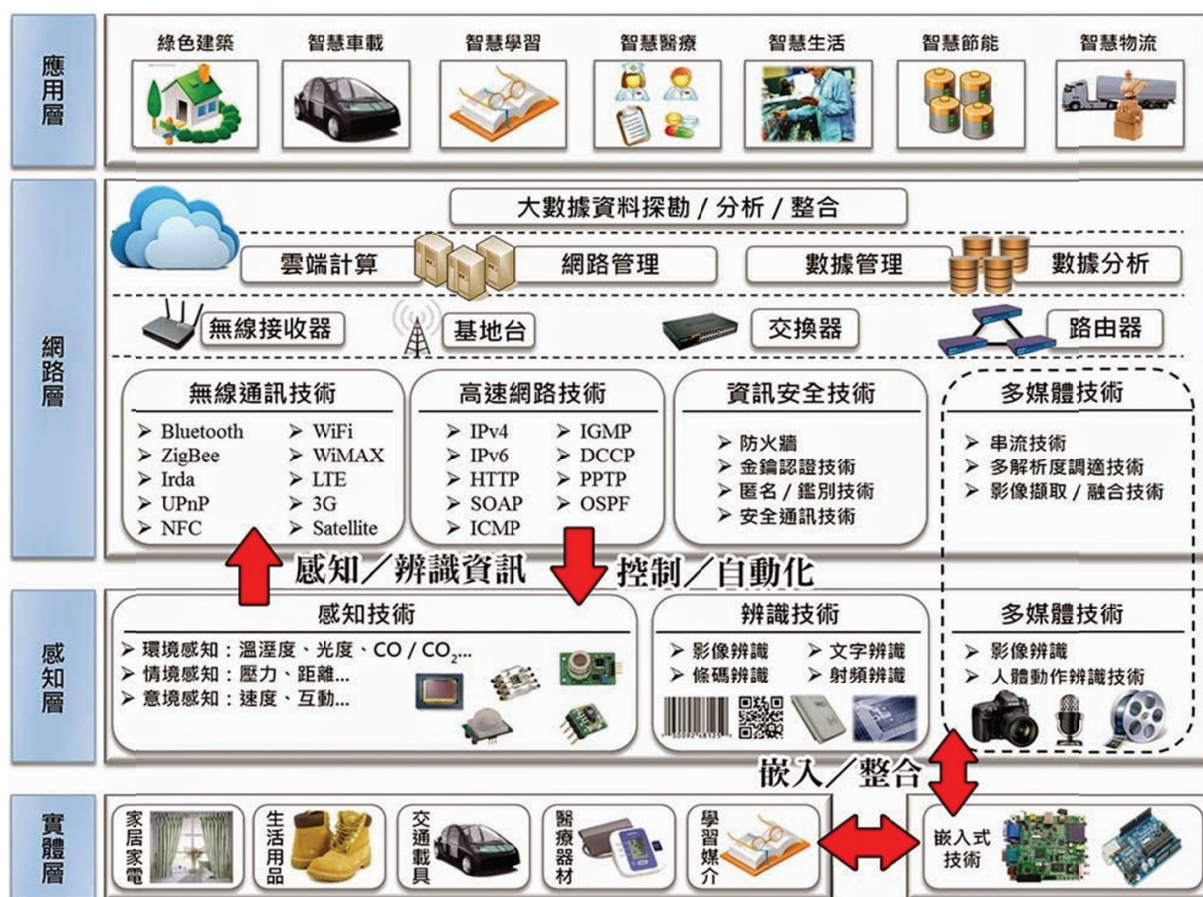 應用層
綠色建築
智慧車載
智慧學習
智慧醫療
智慧生活
智慧節能
智慧物流
網路層
大數據資料探勘 / 分析 / 整合
雲端計算
網路管理
數據管理
數據分析
無線接收器
基地台
交換器
路由器
無線通訊技術
➢ Bluetooth
➢ ZigBee
➢ Irda
➢ UPnP
➢ NFC
➢ WiFi
➢ WiMAX
➢ LTE
➢ 3G
➢ Satellite
高速網路技術
➢ IPv4
➢ IPv6
➢ HTTP
➢ SOAP
➢ ICMP
➢ IGMP
➢ DCCP
➢ PPTP
➢ OSPF
資訊安全技術
➢ 防火牆
➢ 金鑰認證技術
➢ 匿名 / 鑑別技術
➢ 安全通訊技術
多媒體技術
➢ 串流技術
➢ 多解析度調適技術
➢ 影像擷取 / 融合技術
感知／辨識資訊
控制／自動化
感知層
感知技術
➢ 環境感知：溫溼度、光度、CO / CO₂...
➢ 情境感知：壓力、距離...
➢ 意境感知：速度、互動...
辨識技術
➢ 影像辨識
➢ 條碼辨識
➢ 文字辨識
➢ 射頻辨識
多媒體技術
➢ 影像辨識
➢ 人體動作辨識技術
嵌入／整合
實體層
家居家電
生活用品
交通載具
醫療器材
學習媒介
嵌入式
技術